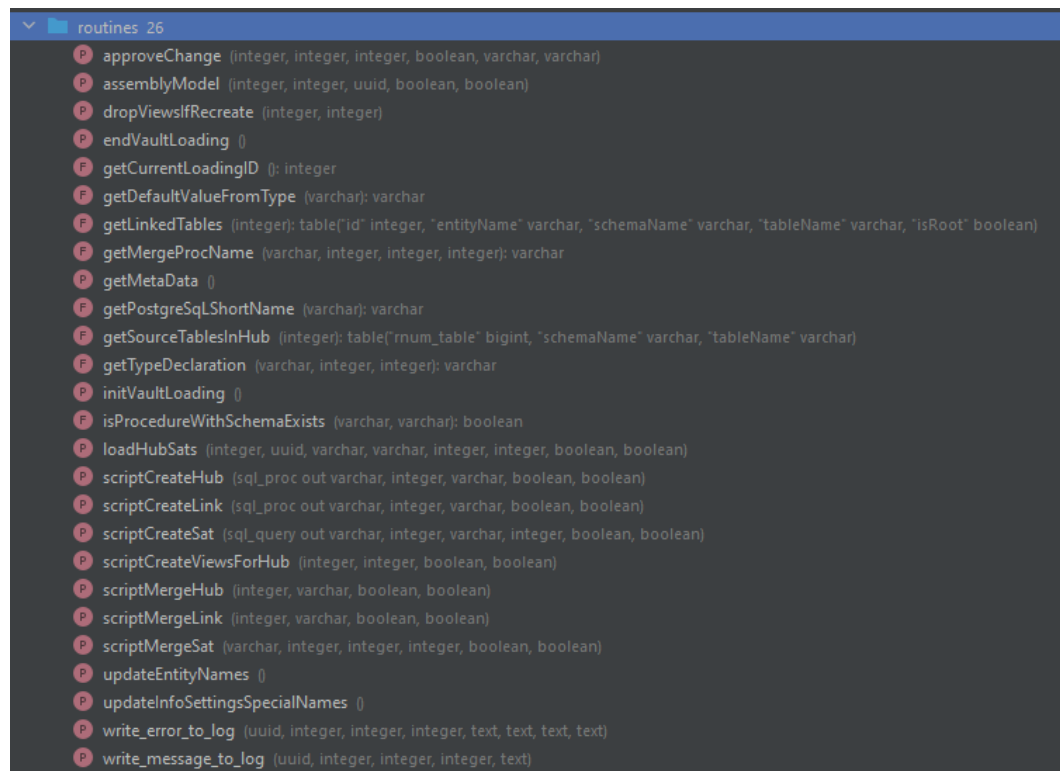 routines 26
P approveChange (integer, integer, integer, boolean, varchar, varchar)
P assemblyModel (integer, integer, uuid, boolean, boolean)
P dropViewsIfRecreate (integer, integer)
P endVaultLoading ()
F getCurrentLoadingID (): integer
F getDefaultValueFromType (varchar): varchar
F getLinkedTables (integer): table("id" integer, "entityName" varchar, "schemaName" varchar, "tableName" varchar, "isRoot" boolean)
F getMergeProcName (varchar, integer, integer, integer): varchar
P getMetaData ()
F getPostgreSqLShortName (varchar): varchar
F getSourceTablesInHub (integer): table("rnum_table" bigint, "schemaName" varchar, "tableName" varchar)
F getTypeDeclaration (varchar, integer, integer): varchar
P initVaultLoading ()
F isProcedureWithSchemaExists (varchar, varchar): boolean
P loadHubSats (integer, uuid, varchar, varchar, integer, integer, boolean, boolean)
P scriptCreateHub (sql_proc out varchar, integer, varchar, boolean, boolean)
P scriptCreateLink (sql_proc out varchar, integer, varchar, boolean, boolean)
P scriptCreateSat (sql_query out varchar, integer, varchar, integer, boolean, boolean)
P scriptCreateViewsForHub (integer, integer, boolean, boolean)
P scriptMergeHub (integer, varchar, boolean, boolean)
P scriptMergeLink (integer, varchar, boolean, boolean)
P scriptMergeSat (varchar, integer, integer, integer, boolean, boolean)
P updateEntityNames ()
P updateInfoSettingsSpecialNames ()
P write_error_to_log (uuid, integer, integer, integer, text, text, text, text)
P write_message_to_log (uuid, integer, integer, integer, text)